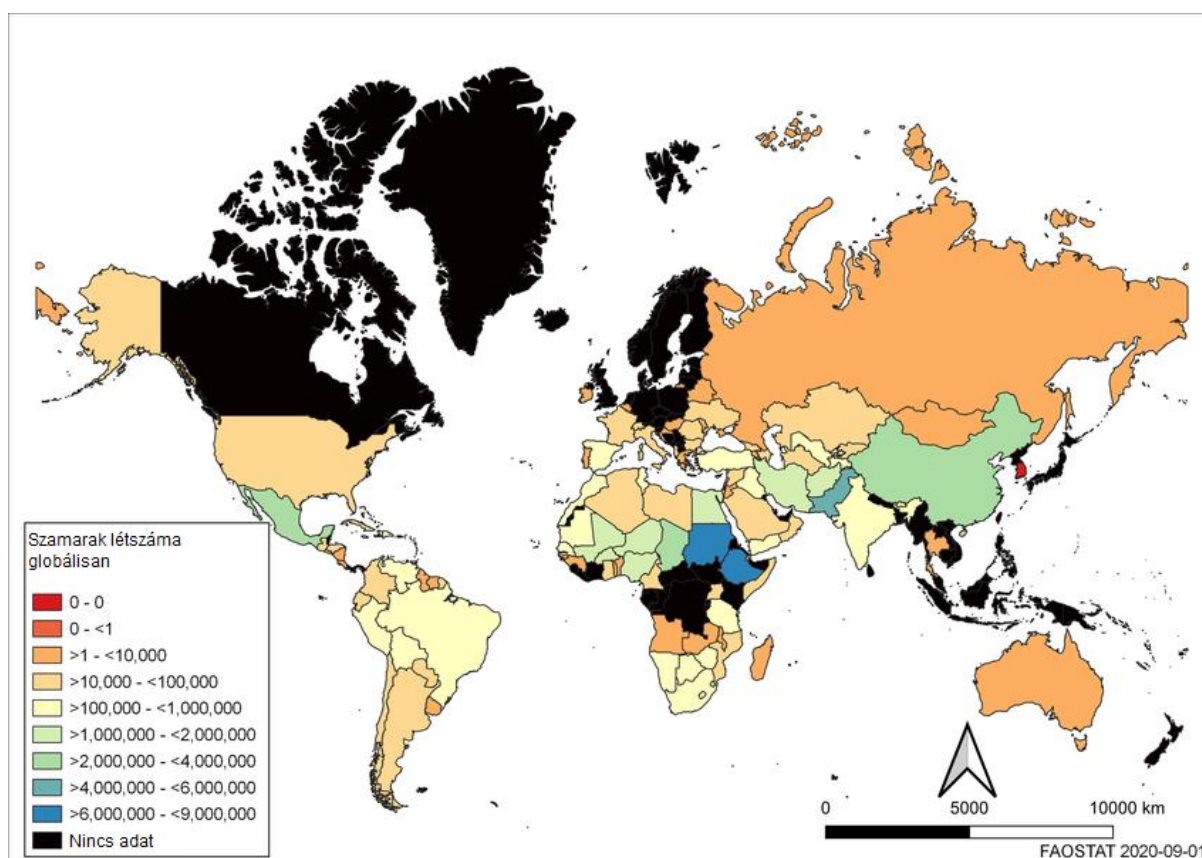 Szamarak létszáma
globálisan
0 - 0
0 - <1
>1 - <10,000
>10,000 - <100,000
>100,000 - <1,000,000
>1,000,000 - <2,000,000
>2,000,000 - <4,000,000
>4,000,000 - <6,000,000
>6,000,000 - <9,000,000
Nincs adat
0 5000 10000 km
FAOSTAT 2020-09-01